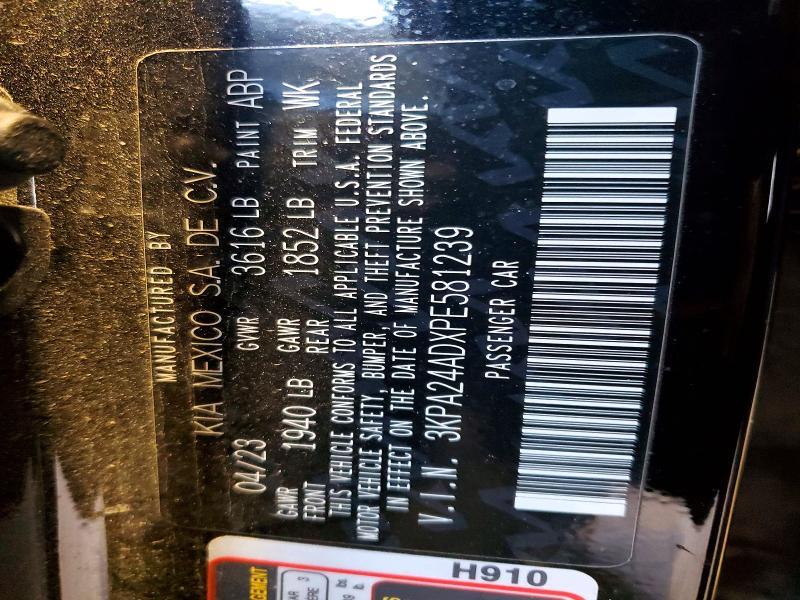 MANUFACTURED BY
KIA MEXICO S.A. DE C.V.
04/23 GVWR 3616 LB PAINT ABP
GAWR FRONT 1940 LB GAWR REAR 1852 LB TRIM WK
THIS VEHICLE CONFORMS TO ALL APPLICABLE U.S.A. FEDERAL
MOTOR VEHICLE SAFETY, BUMPER, AND THEFT PREVENTION STANDARDS
IN EFFECT ON THE DATE OF MANUFACTURE SHOWN ABOVE.
V.I.N. 3KPA24ADXPE581239
PASSENGER CAR
H910